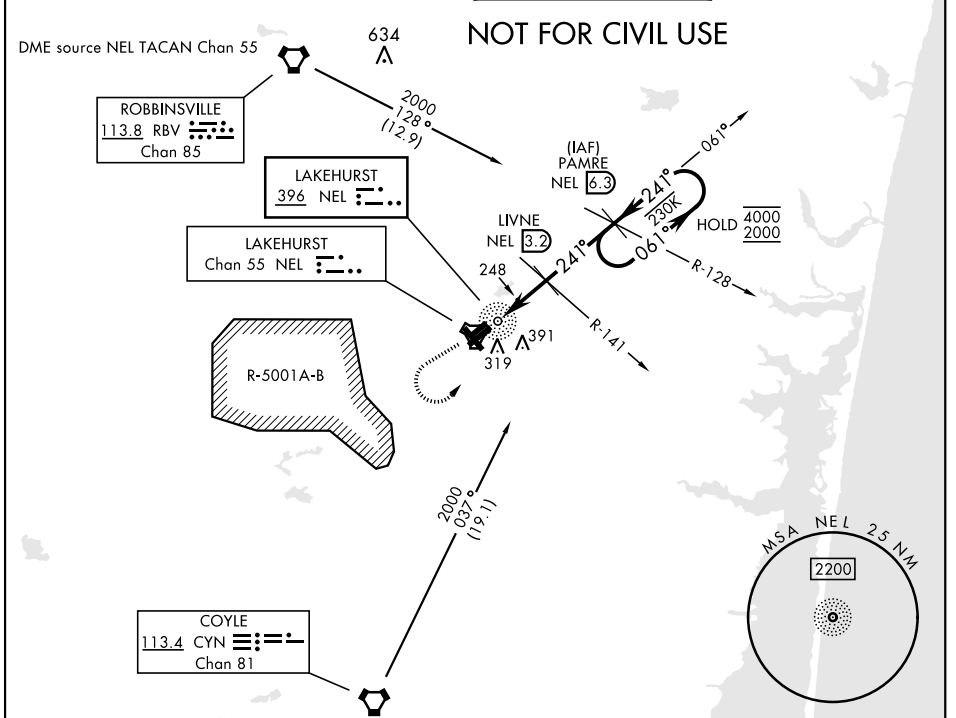 NOT FOR CIVIL USE
DME source NEL TACAN Chan 55
634
ROBBINSVILLE
113.8 RBV
Chan 85
2000
128°
(12.9)
LAKEHURST
396 NEL
LAKEHURST
Chan 55 NEL
(IAF)
PAMRE
NEL 6.3
061°
241°
230K
061°
HOLD 4000
2000
R-128
LIVNE
NEL 3.2
241°
248
R-141
391
319
R-5001A-B
2000
037°
(19.1)
COYLE
113.4 CYN
Chan 81
MSA NEL 25 NM
2200